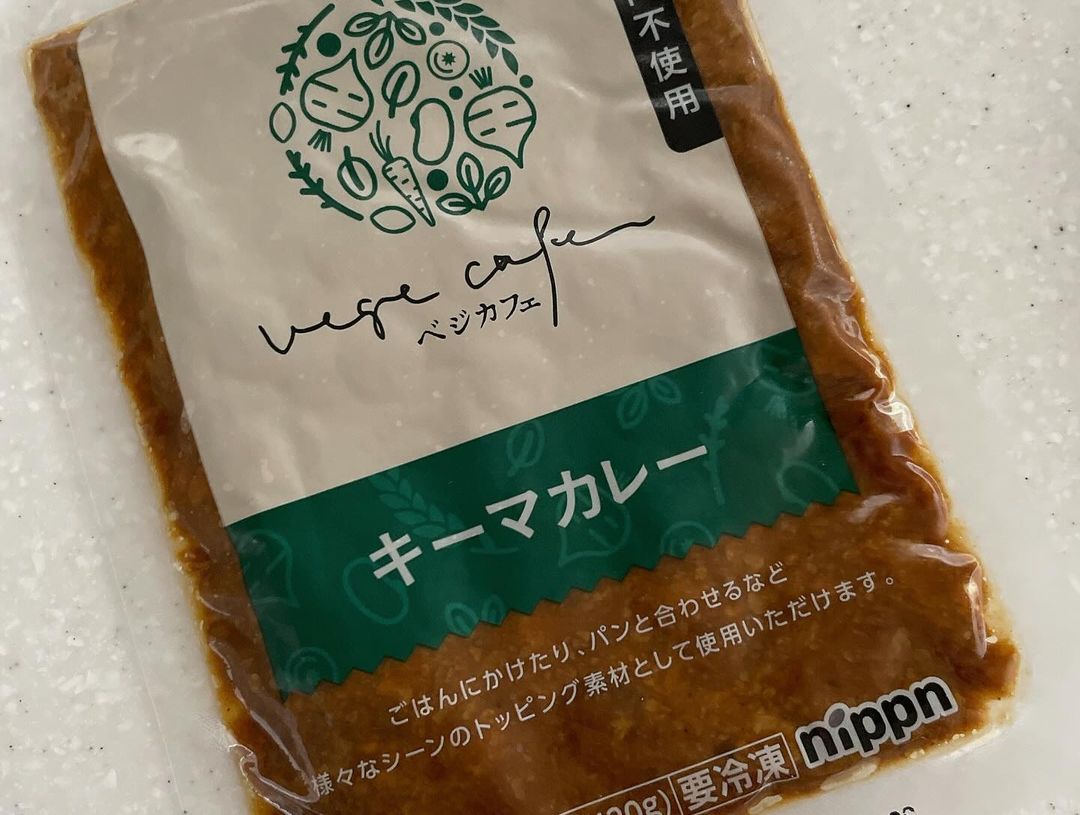 不使用
vege cafe
ベジカフェ
キーマカレー
ごはんにかけたり、パンと合わせるなど
様々なシーンのトッピング素材として使用いただけます。
00g) 要冷凍 nippn